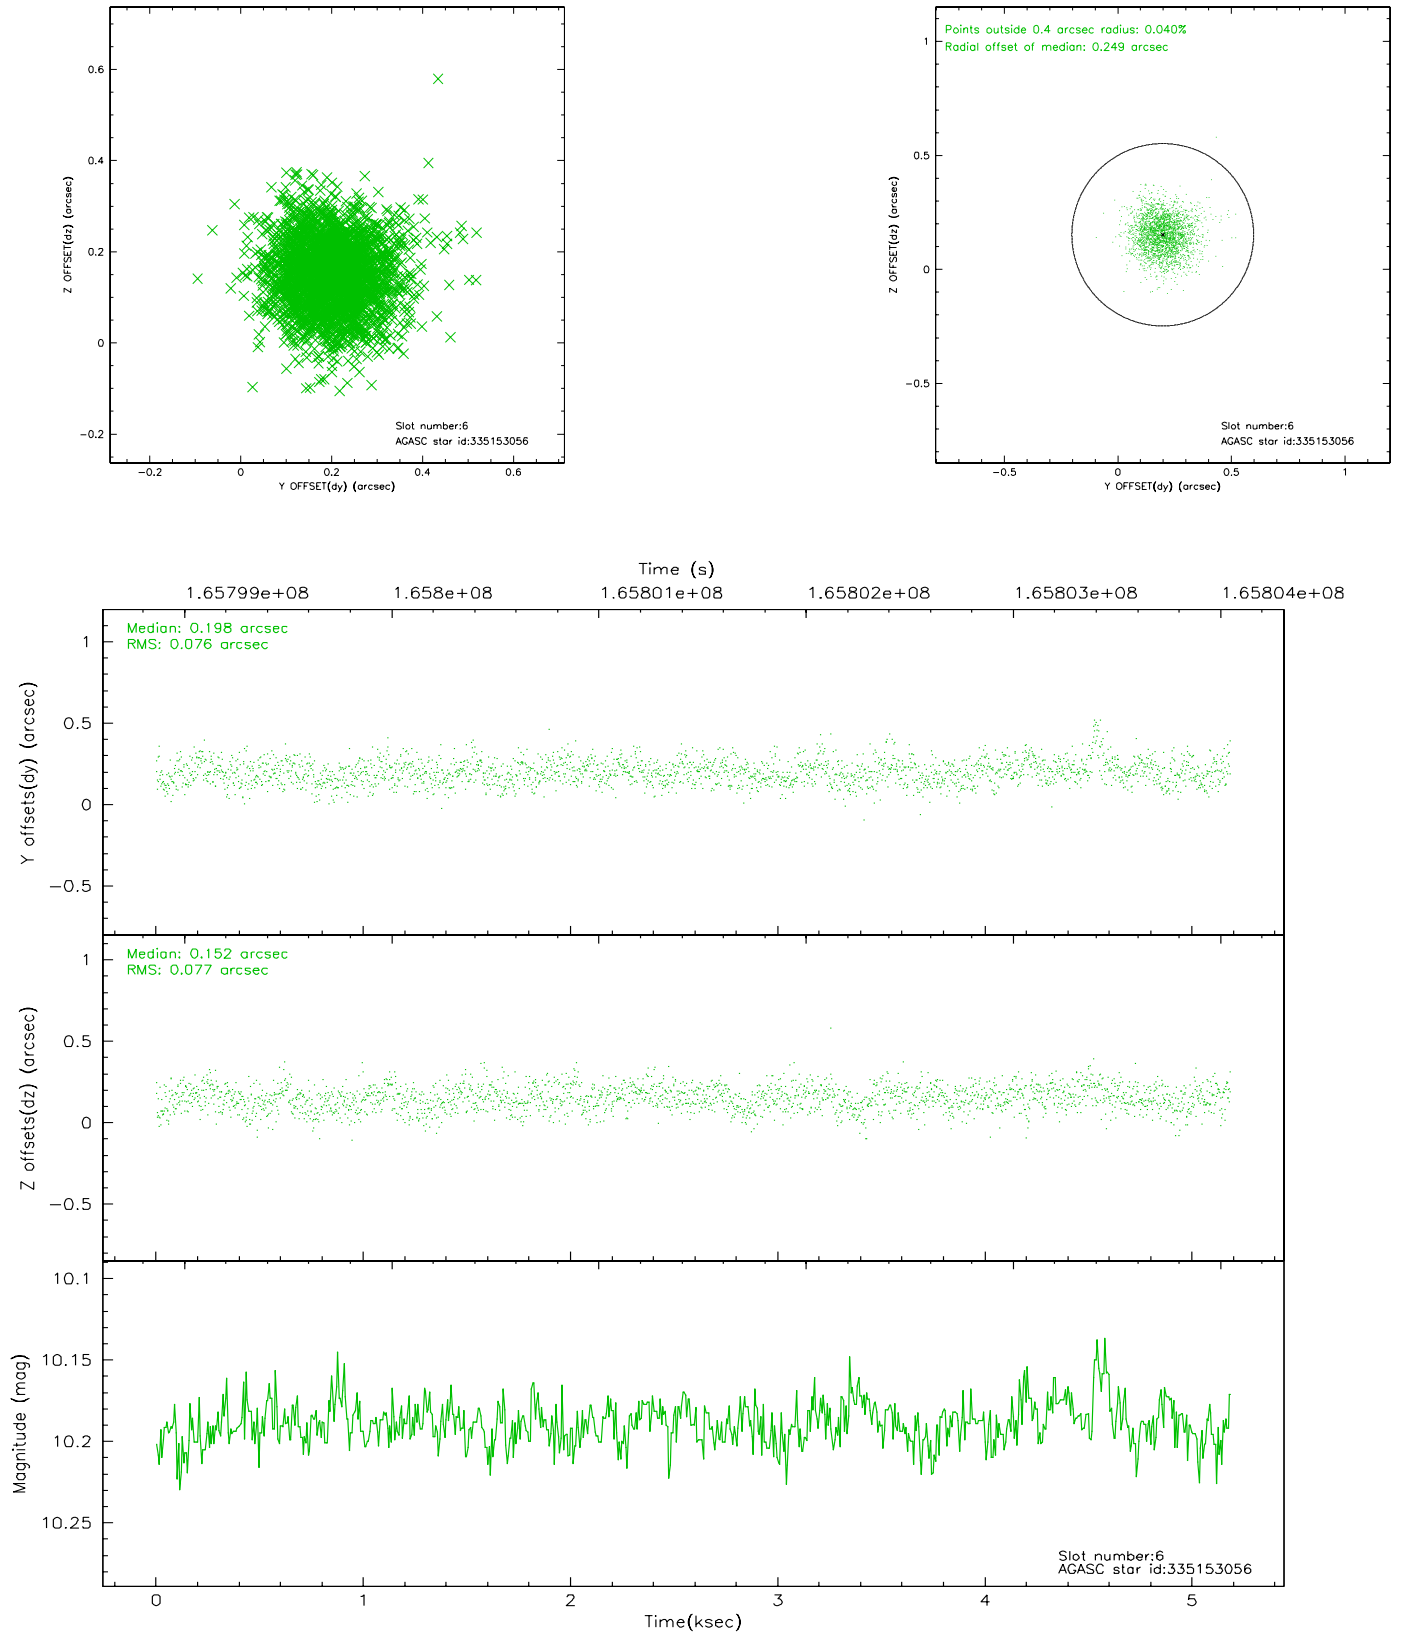 0.6
0.4
0.2
0
−0.2
Z OFFSET(dz) (arcsec)
−0.2 0 0.2 0.4 0.6
Y OFFSET(dy) (arcsec)
Slot number:6
AGASC star id:335153056
Points outside 0.4 arcsec radius: 0.040%
Radial offset of median: 0.249 arcsec
1
0.5
0
−0.5
Z OFFSET(dz) (arcsec)
−0.5 0 0.5 1
Y OFFSET(dy) (arcsec)
Slot number:6
AGASC star id:335153056
Time (s)
1.65799e+08 1.658e+08 1.65801e+08 1.65802e+08 1.65803e+08 1.65804e+08
Median: 0.198 arcsec
RMS: 0.076 arcsec
1
0.5
0
−0.5
Y offsets(dy) (arcsec)
Median: 0.152 arcsec
RMS: 0.077 arcsec
1
0.5
0
−0.5
Z offsets(dz) (arcsec)
10.1
10.15
10.2
10.25
Magnitude (mag)
Slot number:6
AGASC star id:335153056
0 1 2 3 4 5
Time(ksec)